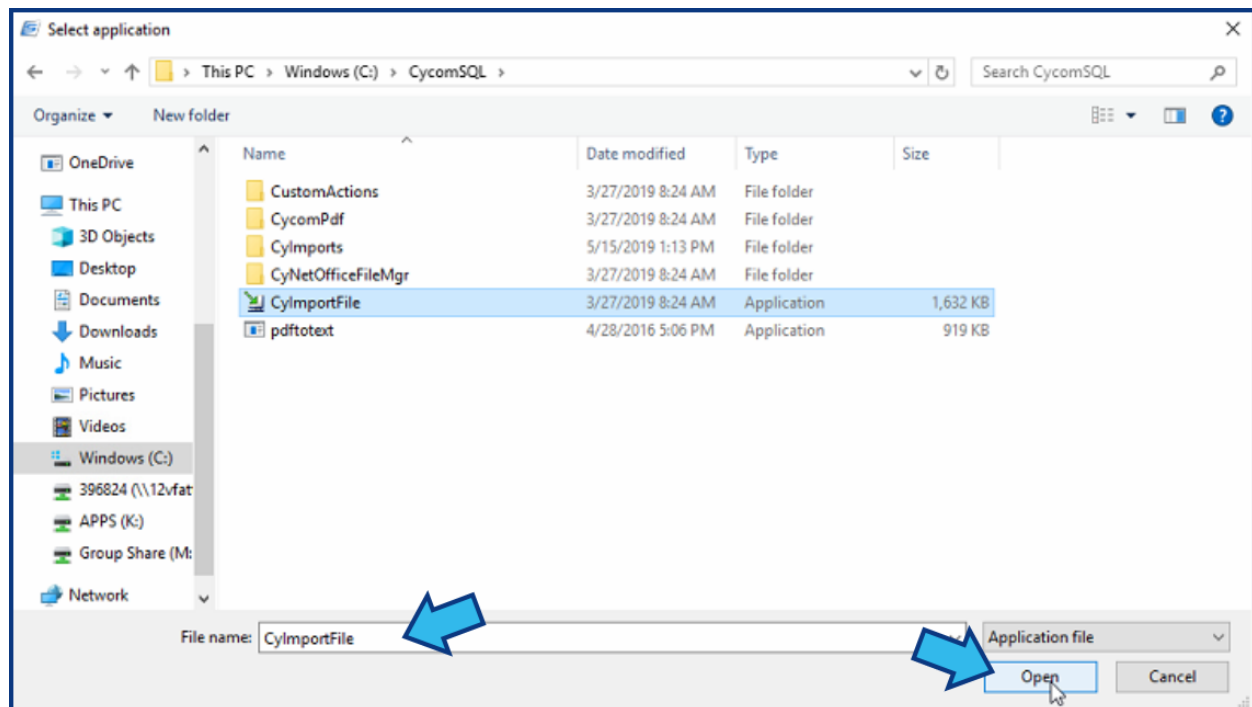 Select application
This PC > Windows (C:) > CycomSQL >
Search CycomSQL
Organize
New folder
Name Date modified Type Size
OneDrive
This PC
3D Objects
Desktop
Documents
Downloads
Music
Pictures
Videos
Windows (C:)
396824 (\\12vfat
APPS (K:)
Group Share (M:
Network
CustomActions 3/27/2019 8:24 AM File folder
CycomPdf 3/27/2019 8:24 AM File folder
CyImports 5/15/2019 1:13 PM File folder
CyNetOfficeFileMgr 3/27/2019 8:24 AM File folder
CyImportFile 3/27/2019 8:24 AM Application 1,632 KB
pdftotext 4/28/2016 5:06 PM Application 919 KB
File name: CyImportFile
Application file
Open
Cancel